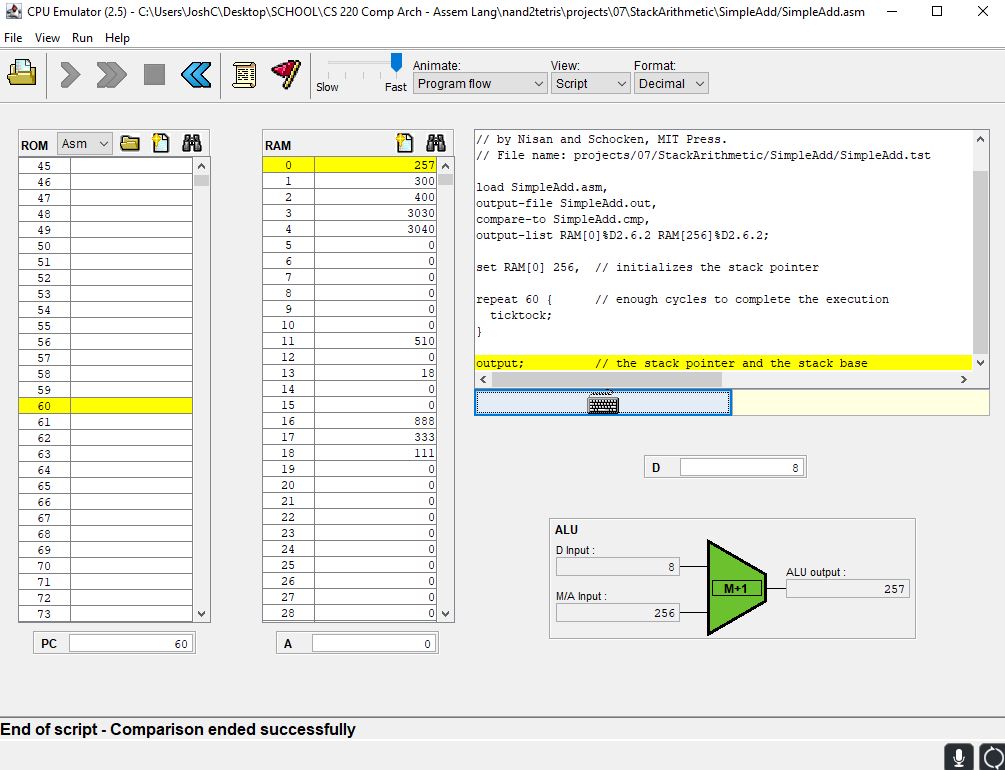 CPU Emulator (2.5) - C:\Users\JoshC\Desktop\SCHOOL\CS 220 Comp Arch - Assem Lang\nand2tetris\projects\07\StackArithmetic\SimpleAdd/SimpleAdd.asm
File View Run Help
Slow Fast
Animate:
Program flow
View:
Script
Format:
Decimal
ROM Asm
45
46
47
48
49
50
51
52
53
54
55
56
57
58
59
60
61
62
63
64
65
66
67
68
69
70
71
72
73
PC 60
RAM
0 257
1 300
2 400
3 3030
4 3040
5 0
6 0
7 0
8 0
9 0
10 0
11 510
12 0
13 18
14 0
15 0
16 888
17 333
18 111
19 0
20 0
21 0
22 0
23 0
24 0
25 0
26 0
27 0
28 0
A 0
// by Nisan and Schocken, MIT Press.
// File name: projects/07/StackArithmetic/SimpleAdd/SimpleAdd.tst
load SimpleAdd.asm,
output-file SimpleAdd.out,
compare-to SimpleAdd.cmp,
output-list RAM[0]%D2.6.2 RAM[256]%D2.6.2;
set RAM[0] 256, // initializes the stack pointer
repeat 60 { // enough cycles to complete the execution
ticktock;
}
output; // the stack pointer and the stack base
D 8
ALU
D Input :
8
M/A Input :
256
M+1
ALU output :
257
End of script - Comparison ended successfully